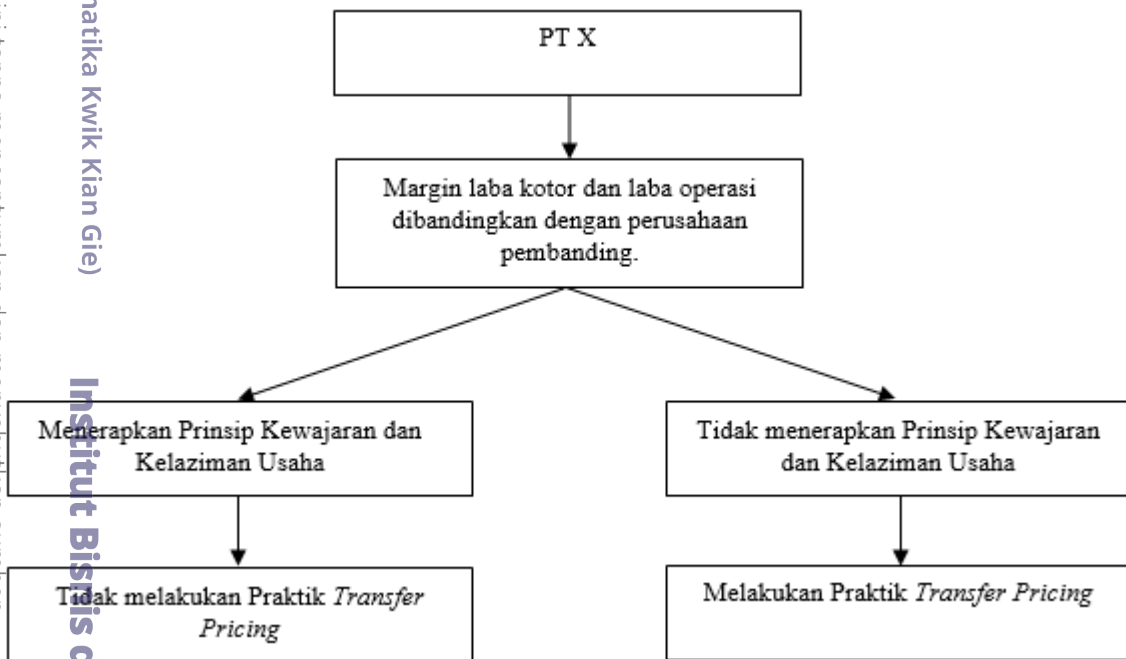 PT X
Margin laba kotor dan laba operasi
dibandingkan dengan perusahaan
pembanding.
Menerapkan Prinsip Kewajaran dan
Kelaziman Usaha
Tidak menerapkan Prinsip Kewajaran
dan Kelaziman Usaha
Tidak melakukan Praktik Transfer
Pricing
Melakukan Praktik Transfer Pricing
Kwik Kian Gie)
Institut Bisnis